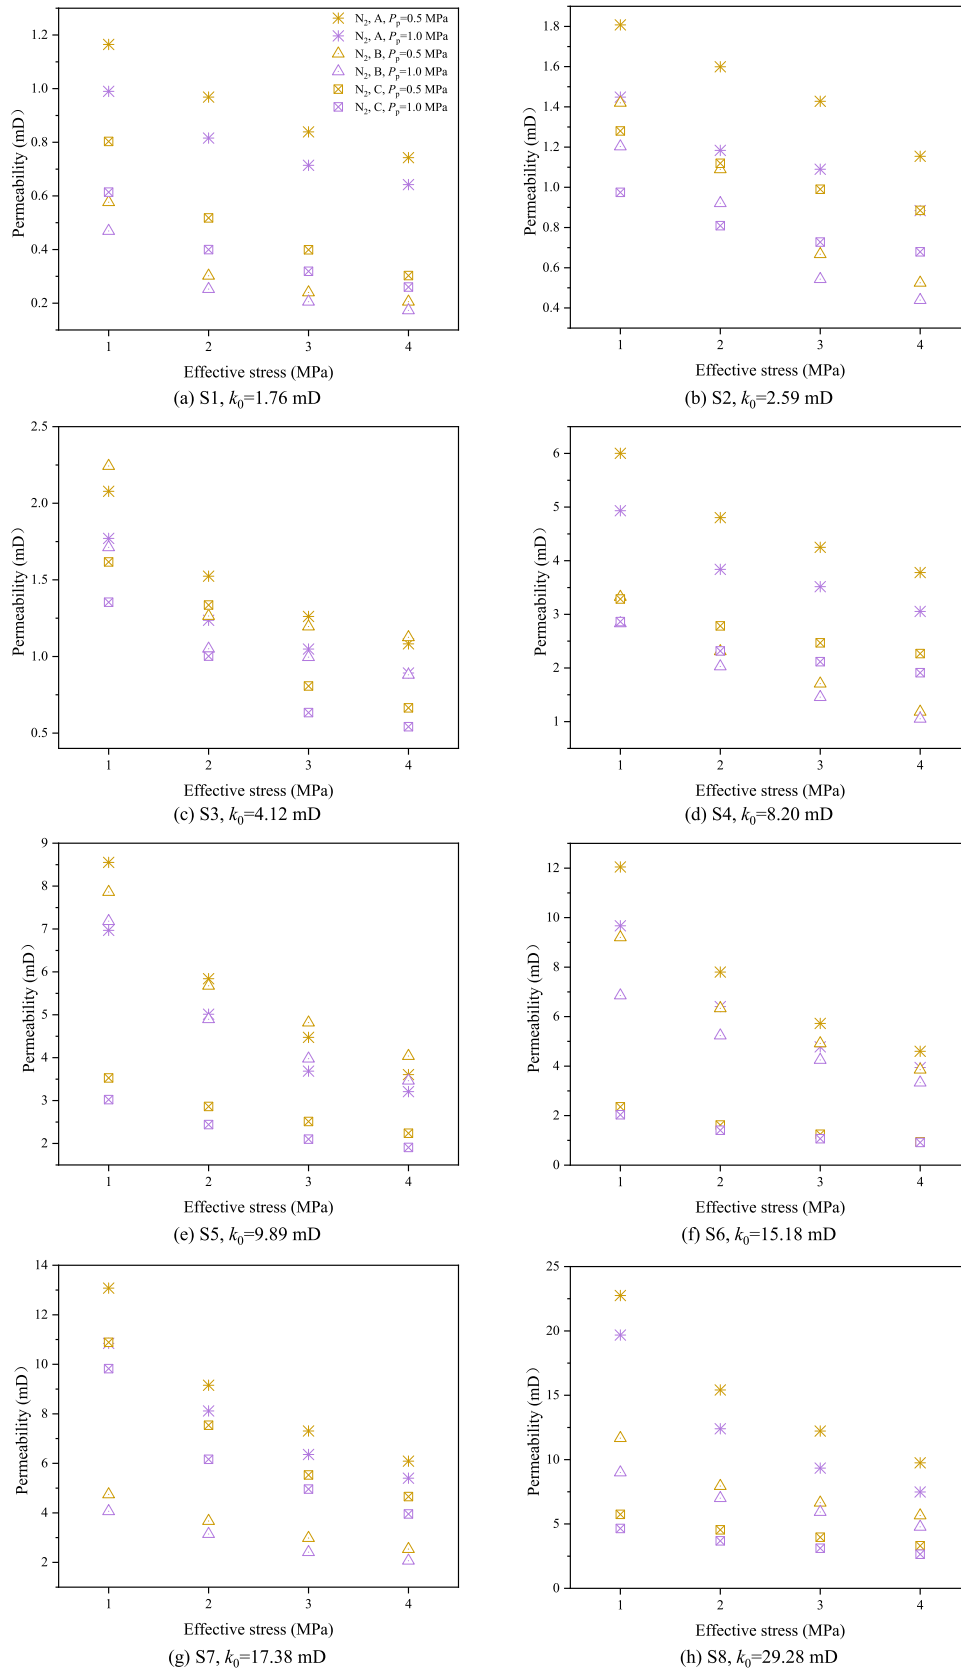 N2, A, Pp=0.5 MPa
N2, A, Pp=1.0 MPa
N2, B, Pp=0.5 MPa
N2, B, Pp=1.0 MPa
N2, C, Pp=0.5 MPa
N2, C, Pp=1.0 MPa
Permeability (mD)
1.2
1.0
0.8
0.6
0.4
0.2
1 2 3 4
Effective stress (MPa)
(a) S1, k0=1.76 mD
Permeability (mD)
1.8
1.6
1.4
1.2
1.0
0.8
0.6
0.4
1 2 3 4
Effective stress (MPa)
(b) S2, k0=2.59 mD
Permeability (mD）
2.5
2.0
1.5
1.0
0.5
1 2 3 4
Effective stress (MPa)
(c) S3, k0=4.12 mD
Permeability (mD）
6
5
4
3
2
1
1 2 3 4
Effective stress (MPa)
(d) S4, k0=8.20 mD
Permeability (mD）
9
8
7
6
5
4
3
2
1 2 3 4
Effective stress (MPa)
(e) S5, k0=9.89 mD
Permeability (mD）
12
10
8
6
4
2
0
1 2 3 4
Effective stress (MPa)
(f) S6, k0=15.18 mD
Permeability (mD）
14
12
10
8
6
4
2
1 2 3 4
Effective stress (MPa)
(g) S7, k0=17.38 mD
Permeability (mD）
25
20
15
10
5
0
1 2 3 4
Effective stress (MPa)
(h) S8, k0=29.28 mD